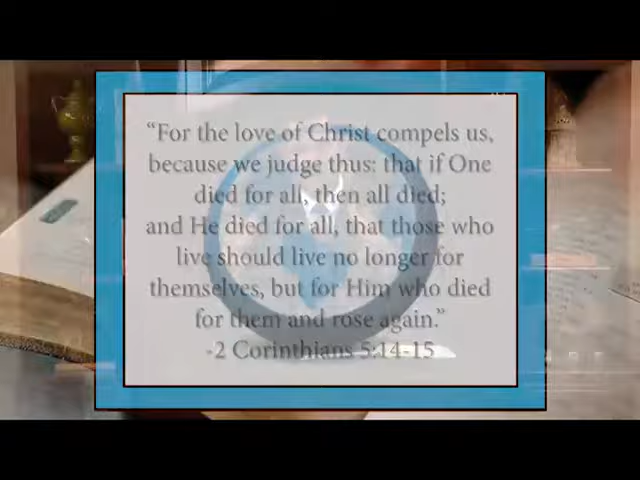 “For the love of Christ compels us,
because we judge thus: that if One
died for all, then all died;
and He died for all, that those who
live should live no longer for
themselves, but for Him who died
for them and rose again.”
-2 Corinthians 5:14-15